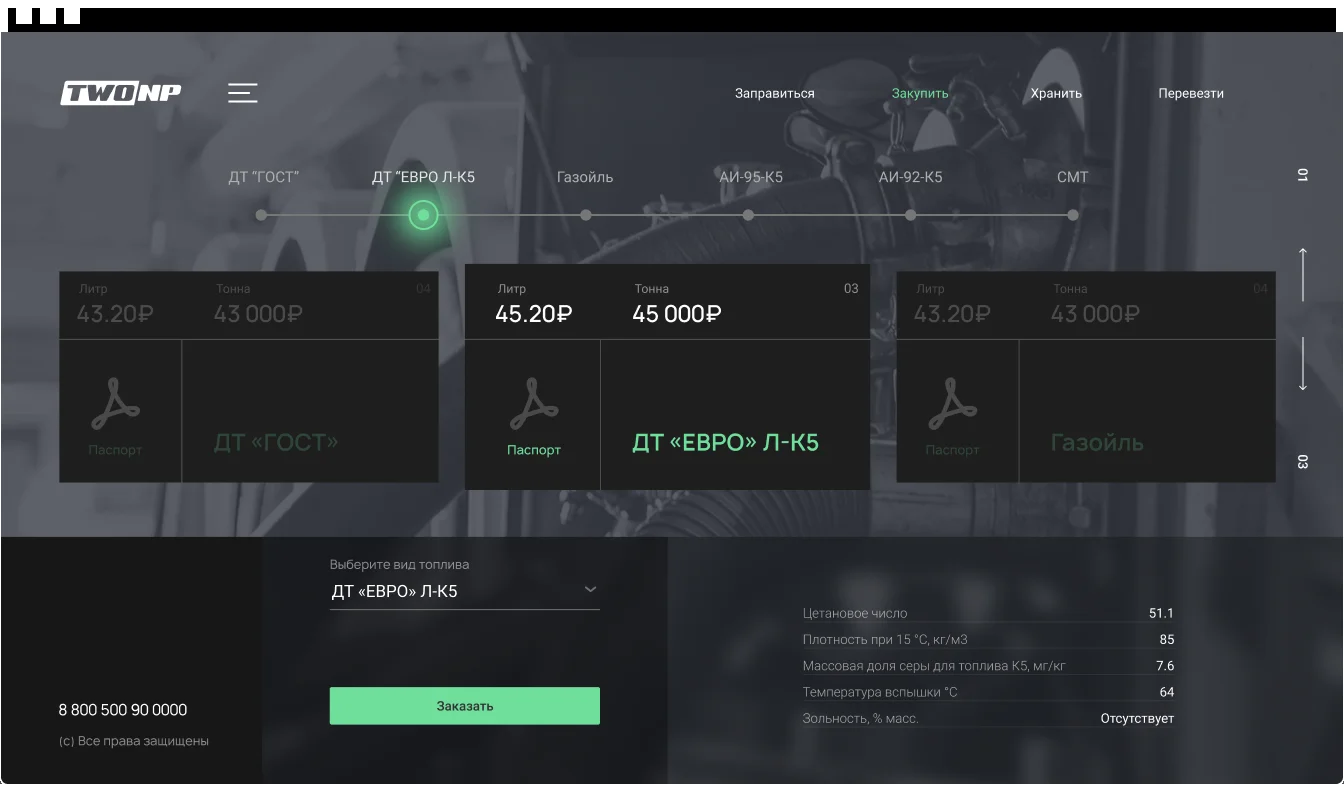 TWONP
Заправиться Закупить Хранить Перевезти
ДТ “ГОСТ” ДТ “ЕВРО Л-К5 Газойль АИ-95-К5 АИ-92-К5 СМТ
01
Литр Тонна 04
43.20₽ 43 000₽
Паспорт
ДТ «ГОСТ»
Литр Тонна 03
45.20₽ 45 000₽
Паспорт
ДТ «ЕВРО» Л-К5
Литр Тонна 04
43.20₽ 43 000₽
Паспорт
Газойль
03
Выберите вид топлива
ДТ «ЕВРО» Л-К5
Заказать
Цетановое число 51.1
Плотность при 15 °С, кг/м3 85
Массовая доля серы для топлива К5, мг/кг 7.6
Температура вспышки °С 64
Зольность, % масс. Отсутствует
8 800 500 90 0000
(с) Все права защищены